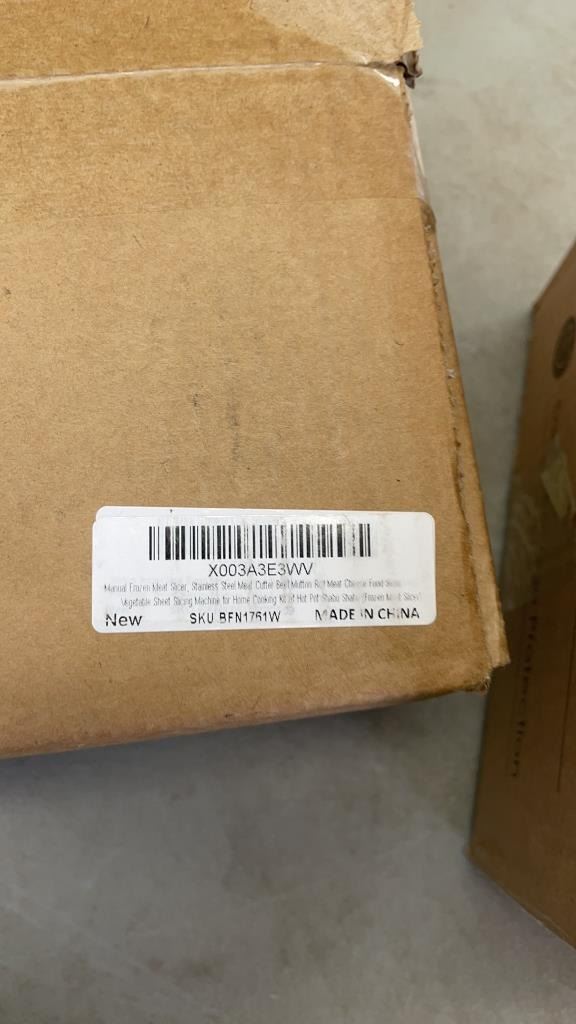 X003A3E3WV
Manual Frozen Meat Slicer, Stainless Steel Meat Cutter Beef Mutton Roll Meat Cheese Food Slicer
Vegetable Sheet Slicing Machine for Home Cooking of Hot Pot Shabu Shabu (Frozen Meat Slicer)
New SKU BFN1761W MADE IN CHINA